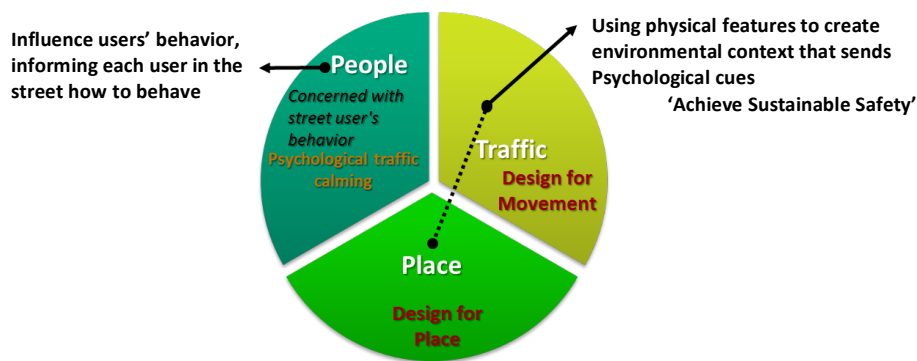 Influence users’ behavior,
informing each user in the
street how to behave
People
Concerned with
street user's
behavior
Psychological traffic
calming
Using physical features to create
environmental context that sends
Psychological cues
‘Achieve Sustainable Safety’
Traffic
Design for
Movement
Place
Design for
Place